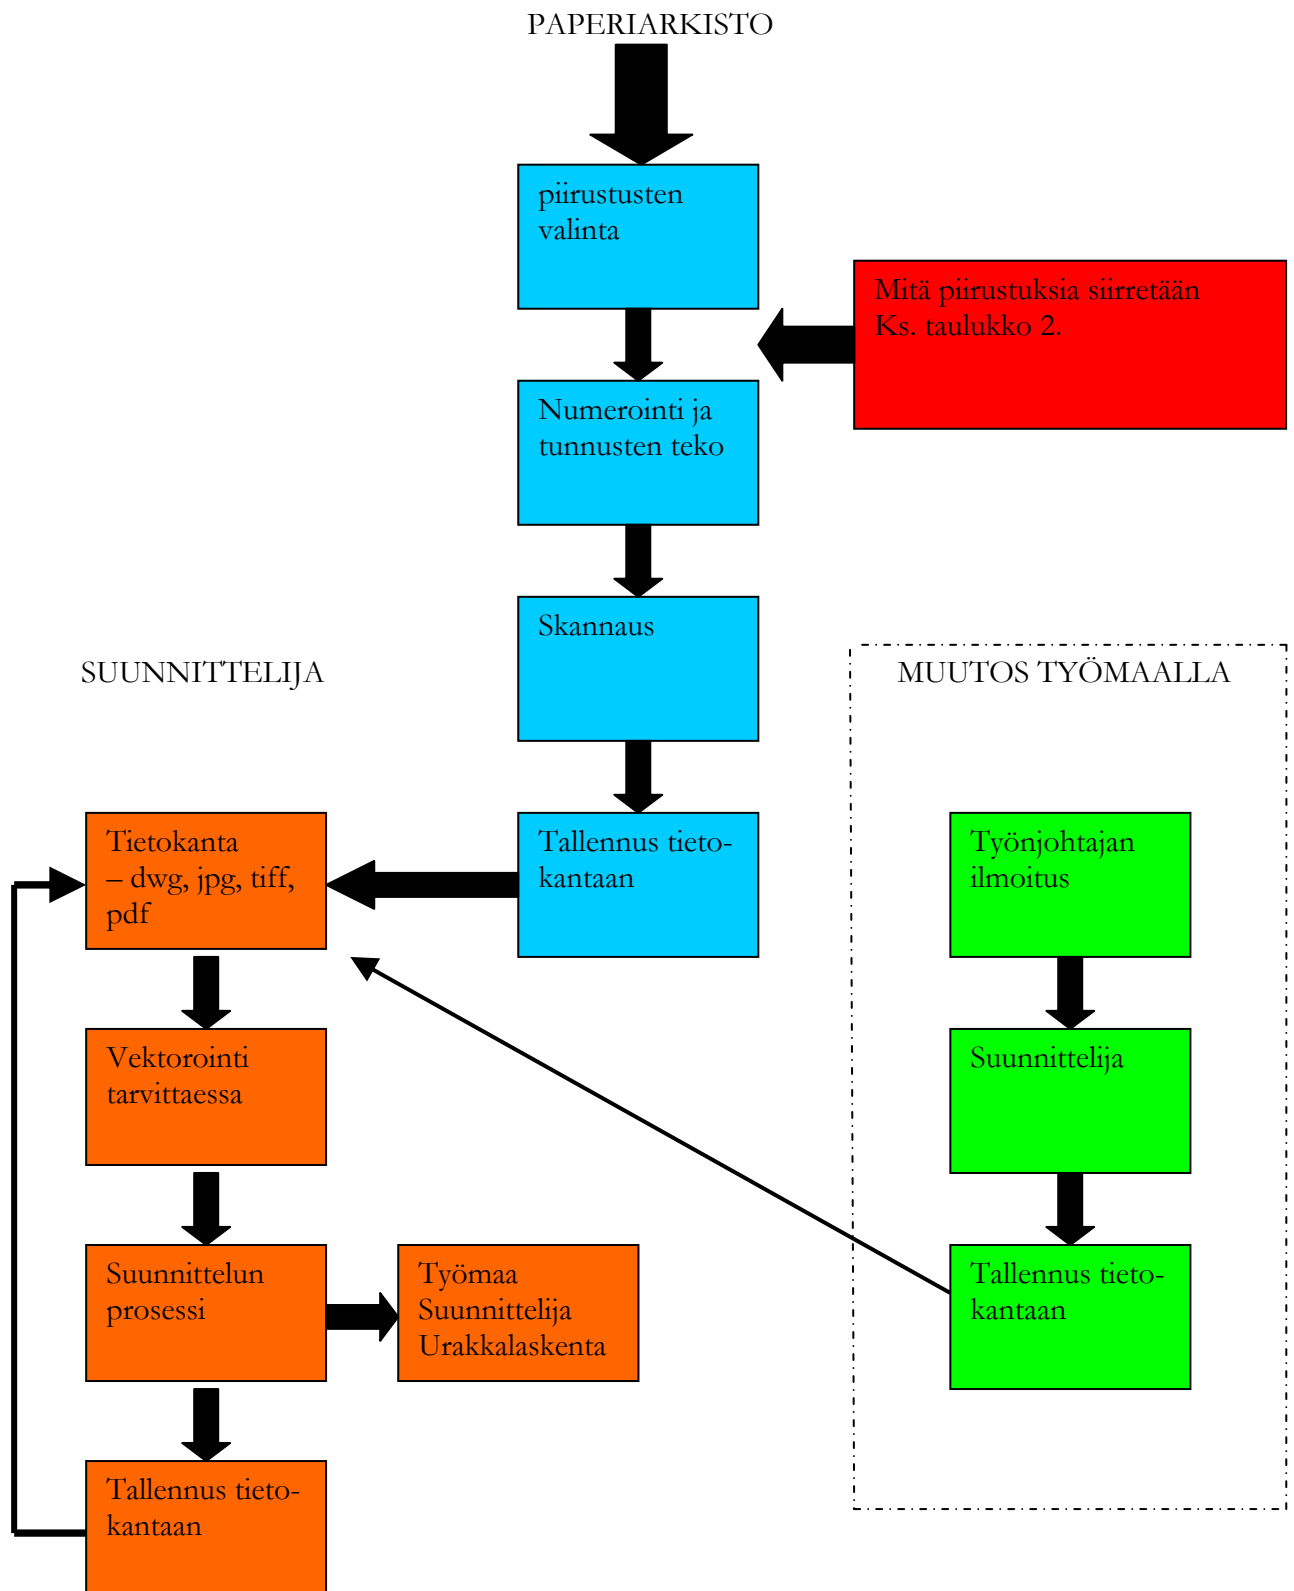 PAPERIARKISTO
piirustusten
valinta
Mitä piirustuksia siirretään
Ks. taulukko 2.
Numerointi ja
tunnusten teko
Skannaus
SUUNNITTELIJA
MUUTOS TYÖMAALLA
Tietokanta
– dwg, jpg, tiff,
pdf
Tallennus tieto-
kantaan
Työnjohtajan
ilmoitus
Vektorointi
tarvittaessa
Suunnittelija
Suunnittelun
prosessi
Työmaa
Suunnittelija
Urakkalaskenta
Tallennus tieto-
kantaan
Tallennus tieto-
kantaan